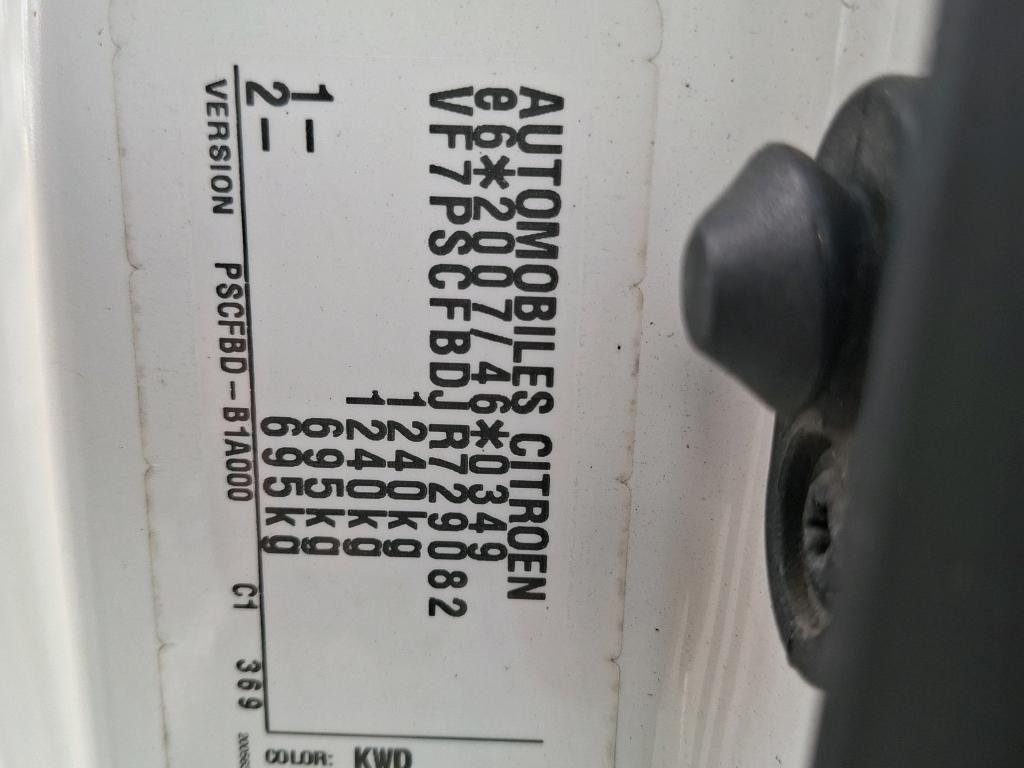 AUTOMOBILES CITROEN
e6*2007/46*0349
VF7PSCFBDJR729082
1240kg
1240kg
1– 695kg
2– 695kg
VERSION PSCFBD--B1A000 C1 369
COLOR: KWD